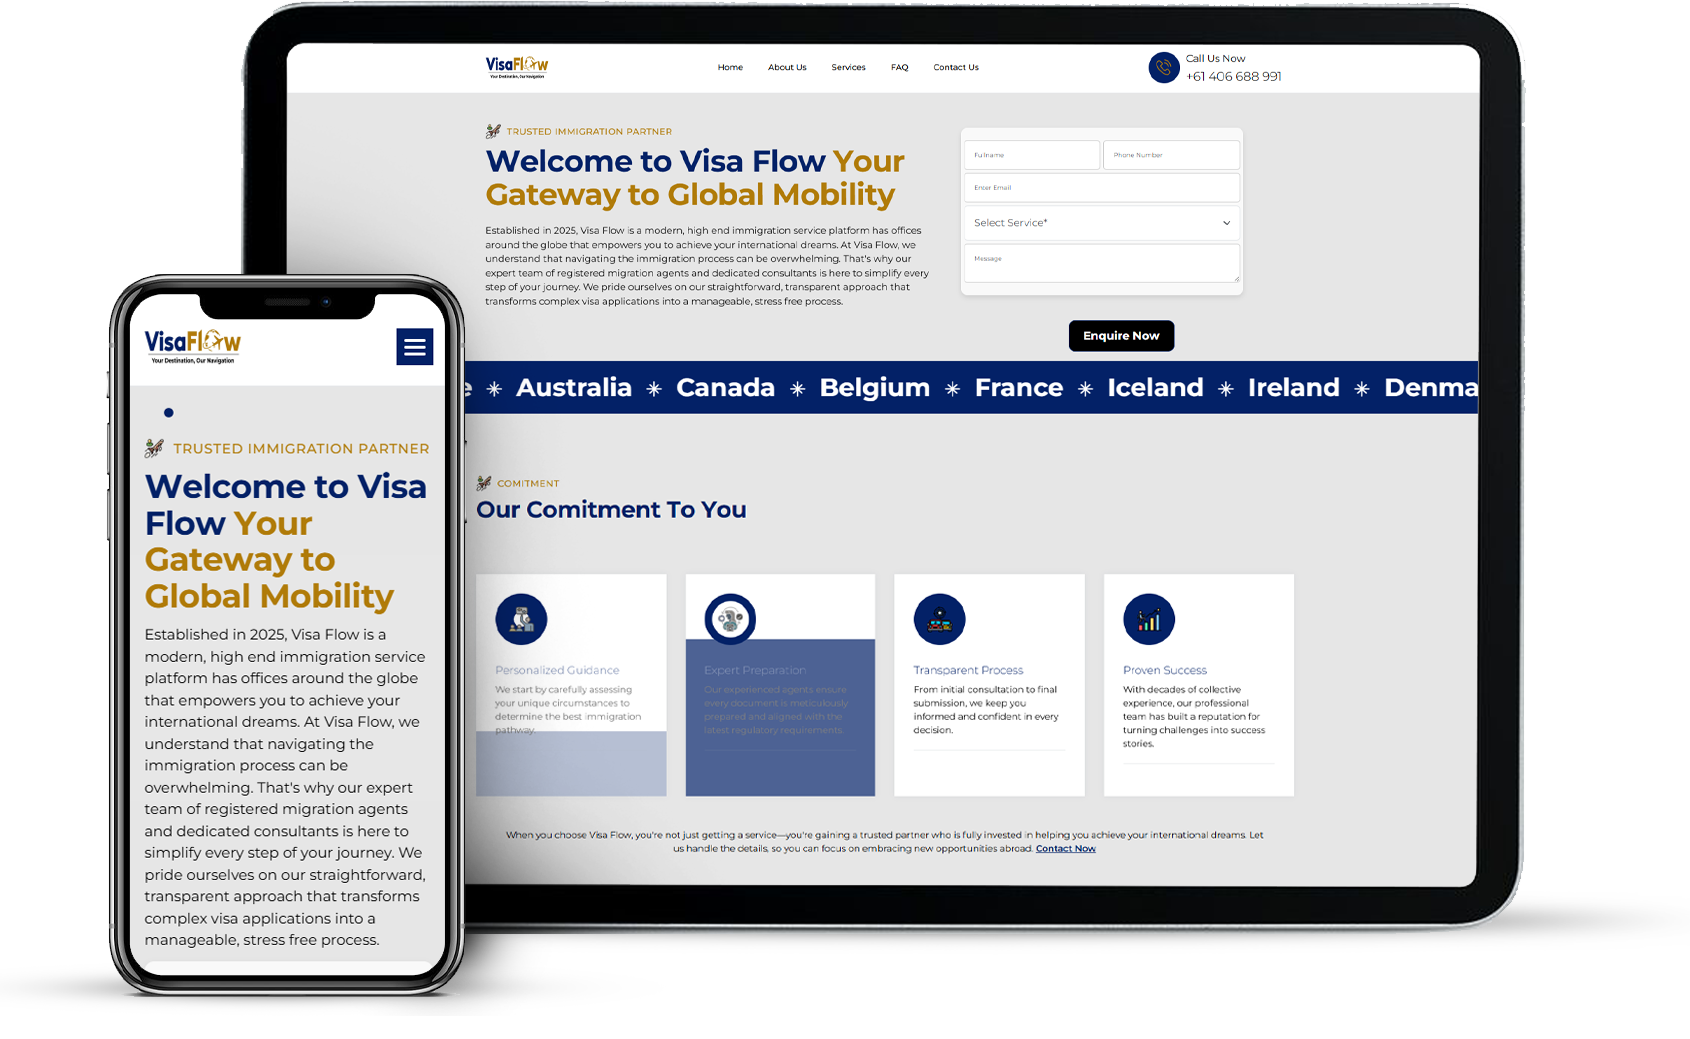 VisaFlow
Your Destination, Our Navigation
Home
About Us
Services
FAQ
Contact Us
Call Us Now
+61 406 688 991
TRUSTED IMMIGRATION PARTNER
Welcome to Visa Flow Your
Gateway to Global Mobility
Established in 2025, Visa Flow is a modern, high end immigration service platform has offices
around the globe that empowers you to achieve your international dreams. At Visa Flow, we
understand that navigating the immigration process can be overwhelming. That's why our
expert team of registered migration agents and dedicated consultants is here to simplify every
step of your journey. We pride ourselves on our straightforward, transparent approach that
transforms complex visa applications into a manageable, stress free process.
Fullname
Phone Number
Enter Email
Select Service*
Message
Enquire Now
e * Australia * Canada * Belgium * France * Iceland * Ireland * Denma
COMITMENT
Our Comitment To You
Personalized Guidance
We start by carefully assessing
your unique circumstances to
determine the best immigration
pathway.
Expert Preparation
Our experienced agents ensure
every document is meticulously
prepared and aligned with the
latest regulatory requirements.
Transparent Process
From initial consultation to final
submission, we keep you
informed and confident in every
decision.
Proven Success
With decades of collective
experience, our professional
team has built a reputation for
turning challenges into success
stories.
When you choose Visa Flow, you're not just getting a service—you're gaining a trusted partner who is fully invested in helping you achieve your international dreams. Let
us handle the details, so you can focus on embracing new opportunities abroad. Contact Now
VisaFlow
Your Destination, Our Navigation
TRUSTED IMMIGRATION PARTNER
Welcome to Visa
Flow Your
Gateway to
Global Mobility
Established in 2025, Visa Flow is a
modern, high end immigration service
platform has offices around the globe
that empowers you to achieve your
international dreams. At Visa Flow, we
understand that navigating the
immigration process can be
overwhelming. That's why our expert
team of registered migration agents
and dedicated consultants is here to
simplify every step of your journey. We
pride ourselves on our straightforward,
transparent approach that transforms
complex visa applications into a
manageable, stress free process.